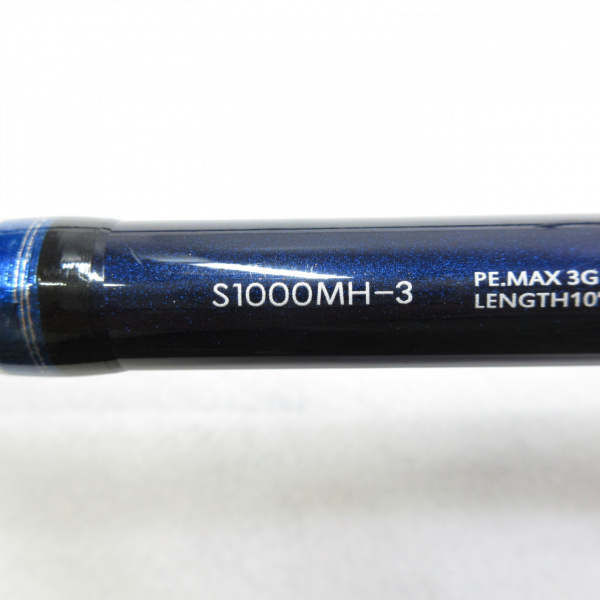 S1000MH-3
PE.MAX 3G
LENGTH10'